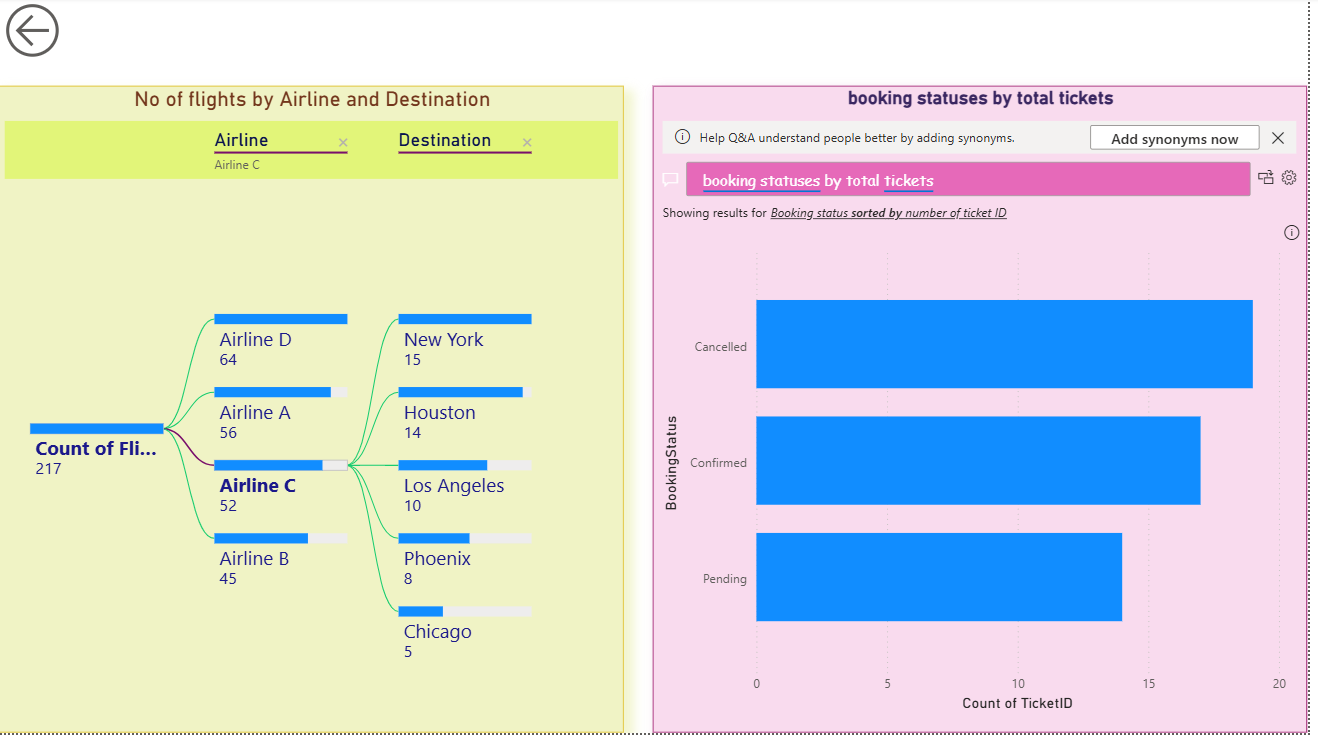 No of flights by Airline and Destination
Airline
Destination
Airline C
Count of Fli...
217
Airline D
64
Airline A
56
Airline C
52
Airline B
45
New York
15
Houston
14
Los Angeles
10
Phoenix
8
Chicago
5
booking statuses by total tickets
Help Q&A understand people better by adding synonyms.
Add synonyms now
booking statuses by total tickets
Showing results for Booking status sorted by number of ticket ID
BookingStatus
Cancelled
Confirmed
Pending
0 5 10 15 20
Count of TicketID